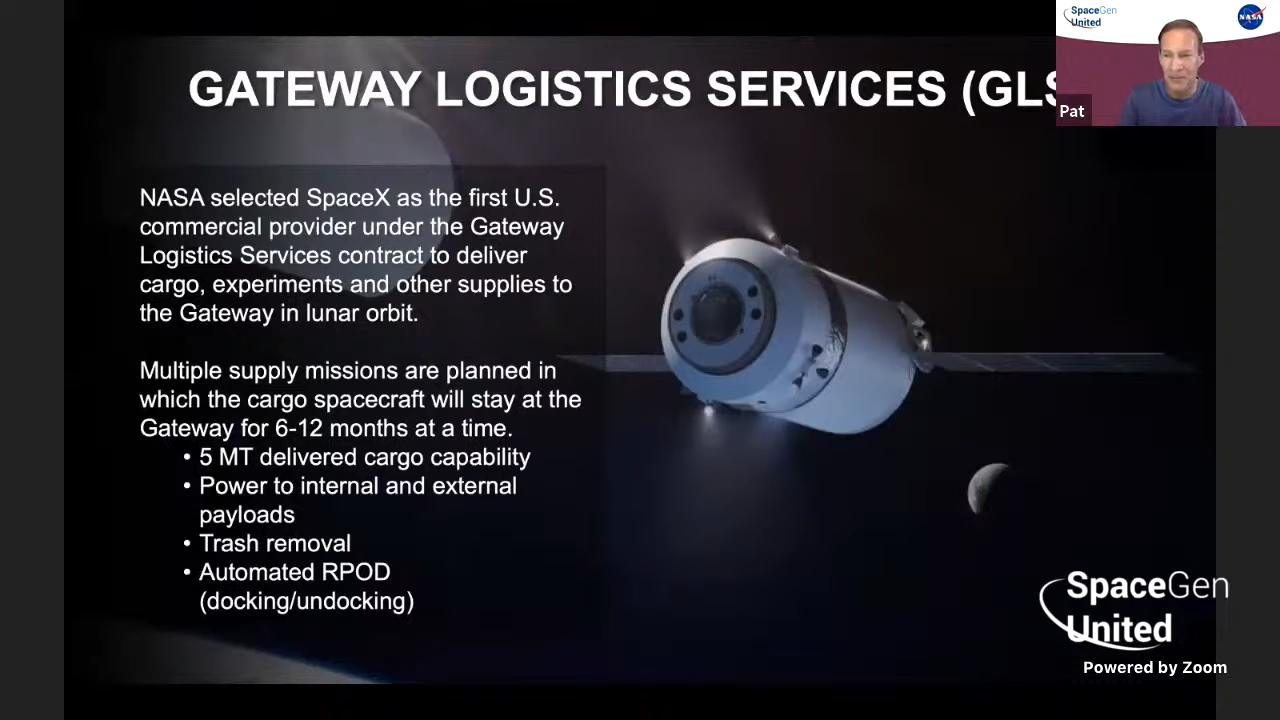 GATEWAY LOGISTICS SERVICES (GLS
SpaceGen
United
NASA
Pat
NASA selected SpaceX as the first U.S.
commercial provider under the Gateway
Logistics Services contract to deliver
cargo, experiments and other supplies to
the Gateway in lunar orbit.
Multiple supply missions are planned in
which the cargo spacecraft will stay at the
Gateway for 6-12 months at a time.
• 5 MT delivered cargo capability
• Power to internal and external
payloads
• Trash removal
• Automated RPOD
(docking/undocking)
SpaceGen
United
Powered by Zoom